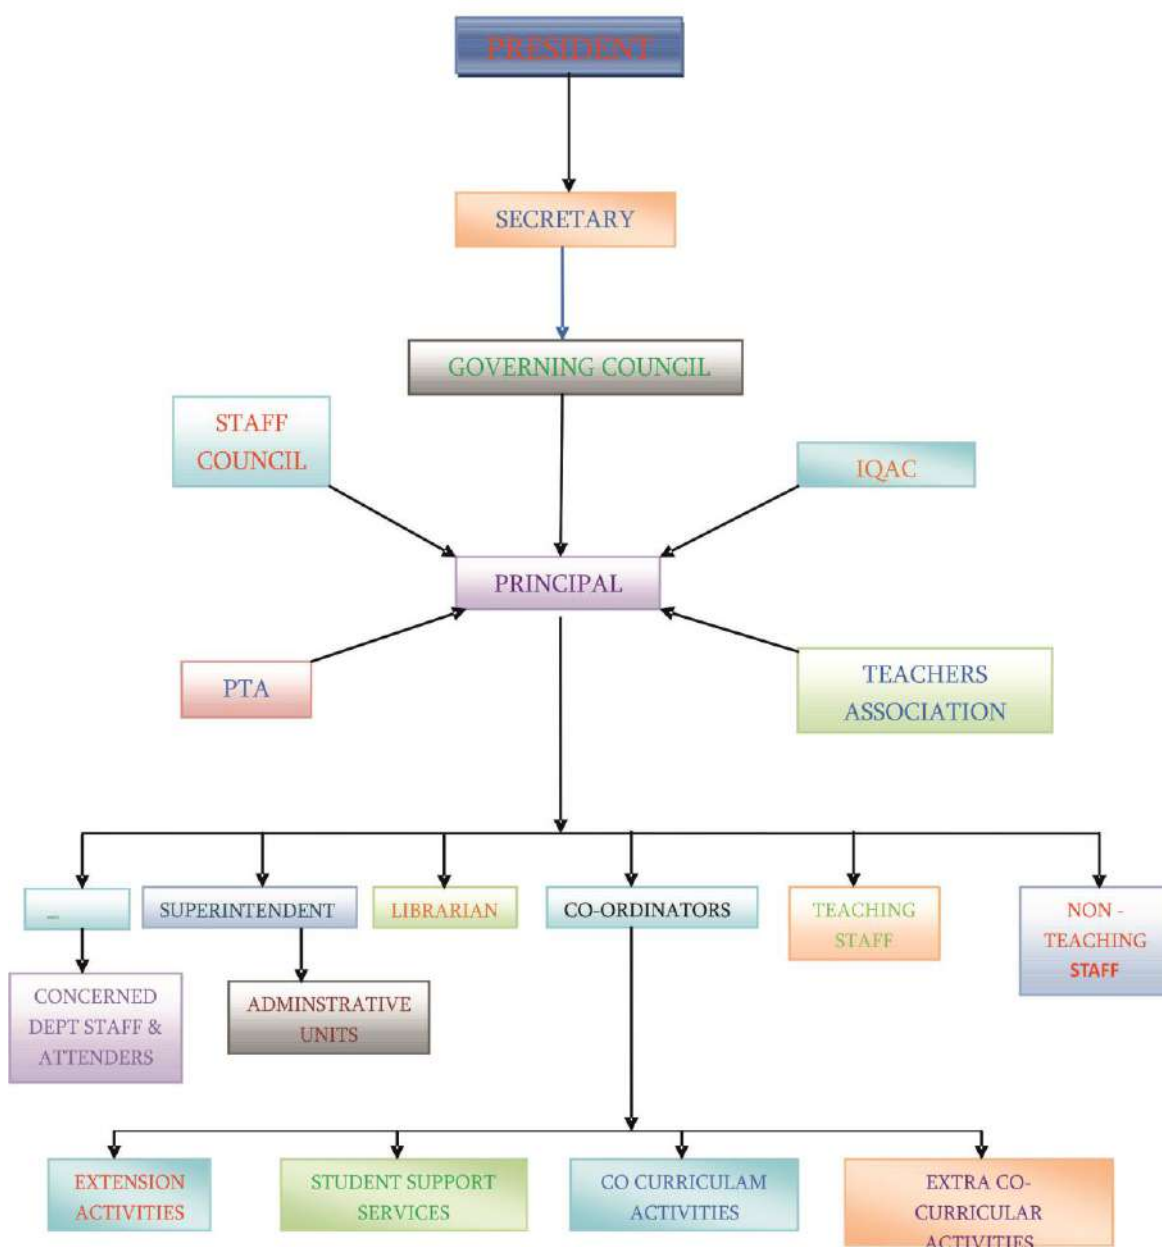 PRESIDENT
SECRETARY
GOVERNING COUNCIL
STAFF
COUNCIL
IQAC
PRINCIPAL
PTA
TEACHERS
ASSOCIATION
SUPERINTENDENT
LIBRARIAN
CO-ORDINATORS
TEACHING
STAFF
NON -
TEACHING
STAFF
CONCERNED
DEPT STAFF &
ATTENDERS
ADMINSTRATIVE
UNITS
EXTENSION
ACTIVITIES
STUDENT SUPPORT
SERVICES
CO CURRICULAM
ACTIVITIES
EXTRA CO-
CURRICULAR
ACTIVITIES